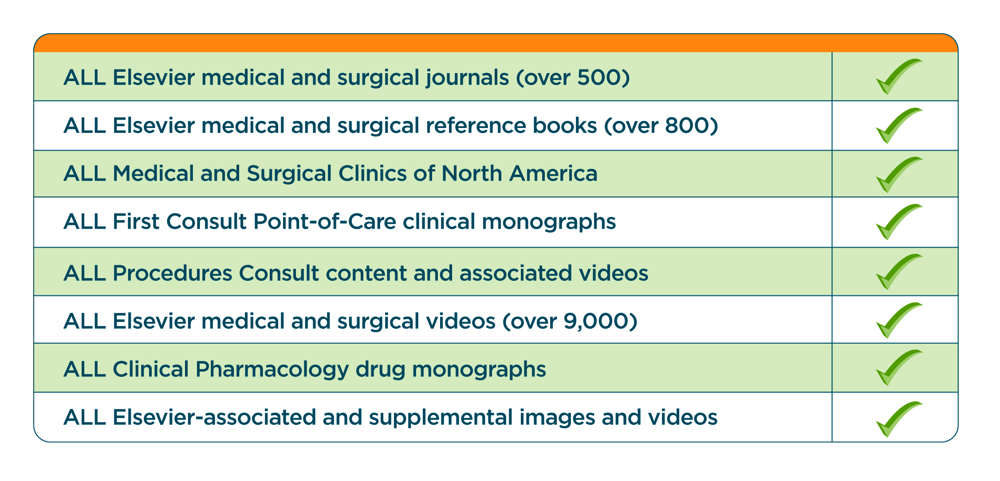 ALL Elsevier medical and surgical journals (over 500)
ALL Elsevier medical and surgical reference books (over 800)
ALL Medical and Surgical Clinics of North America
ALL First Consult Point-of-Care clinical monographs
ALL Procedures Consult content and associated videos
ALL Elsevier medical and surgical videos (over 9,000)
ALL Clinical Pharmacology drug monographs
ALL Elsevier-associated and supplemental images and videos